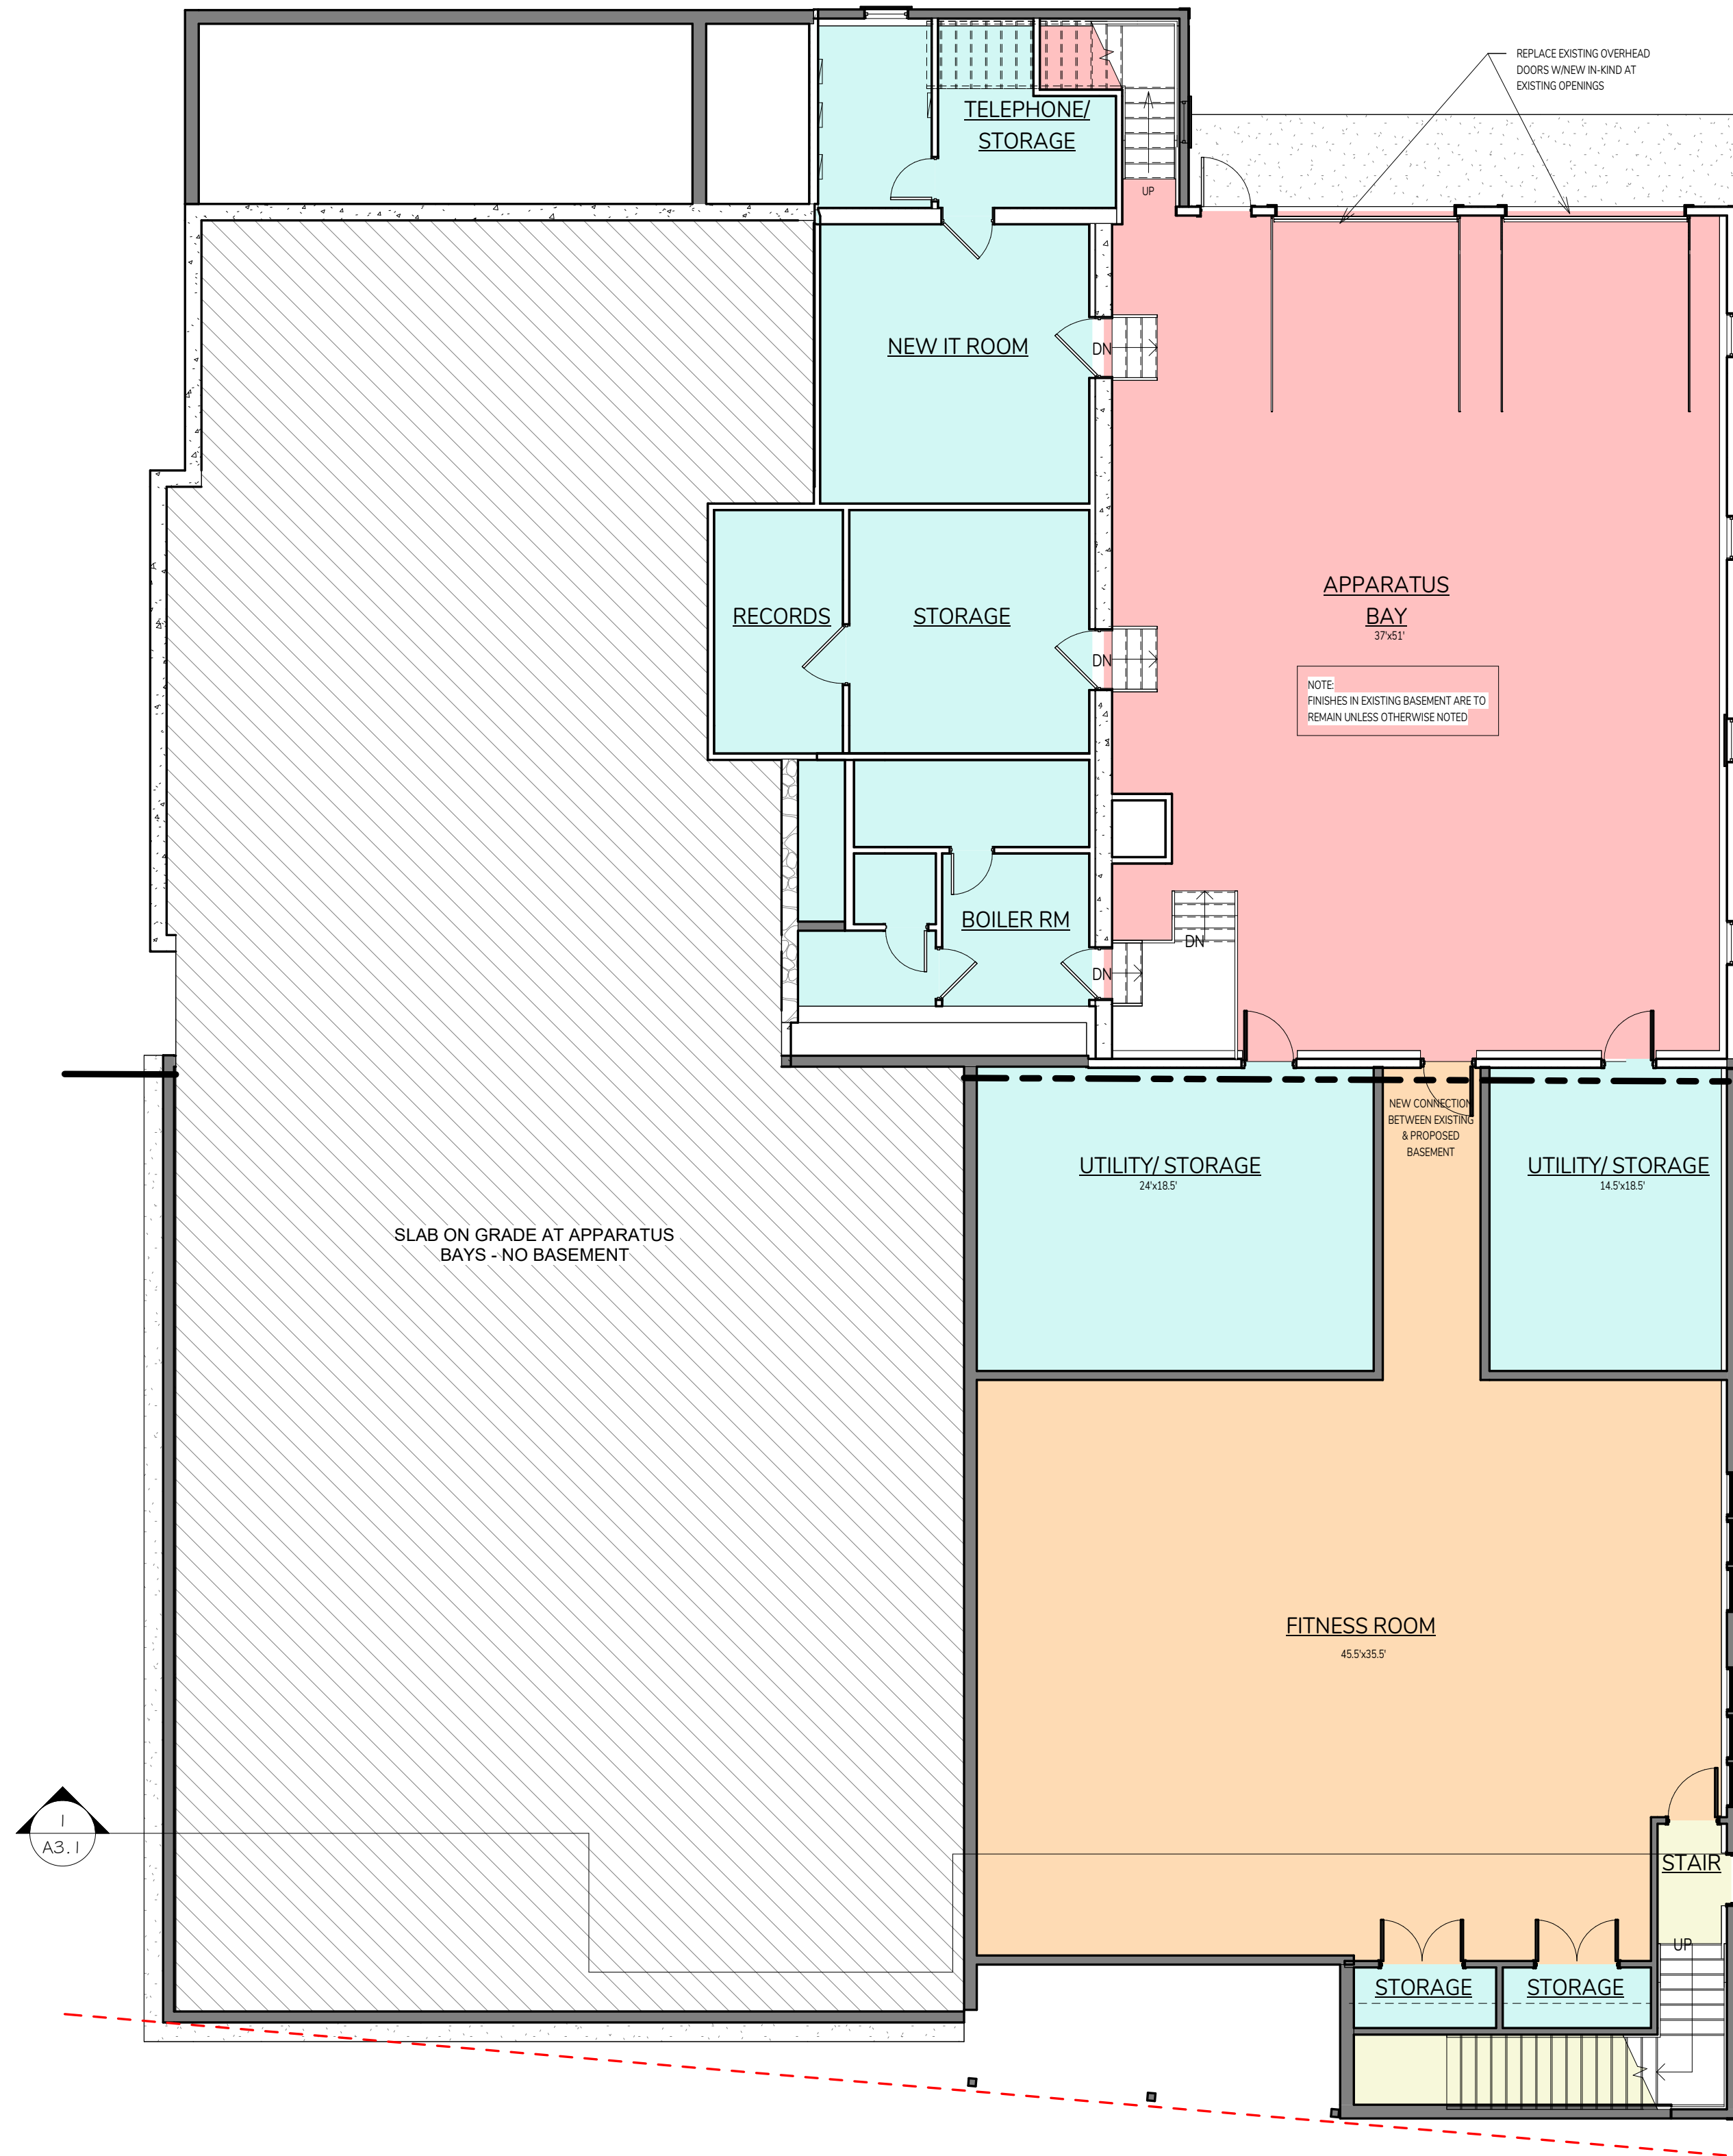 REPLACE EXISTING OVERHEAD
DOORS W/NEW IN-KIND AT
EXISTING OPENINGS
TELEPHONE/
STORAGE
UP
NEW IT ROOM
DN
APPARATUS
BAY
37'x51'
RECORDS
STORAGE
DN
NOTE:
FINISHES IN EXISTING BASEMENT ARE TO
REMAIN UNLESS OTHERWISE NOTED
BOILER RM
DN
DN
NEW CONNECTION
BETWEEN EXISTING
& PROPOSED
BASEMENT
UTILITY/ STORAGE
24'x18.5'
UTILITY/ STORAGE
14.5'x18.5'
SLAB ON GRADE AT APPARATUS
BAYS - NO BASEMENT
FITNESS ROOM
45.5'x35.5'
1
A3.1
STAIR
UP
STORAGE
STORAGE